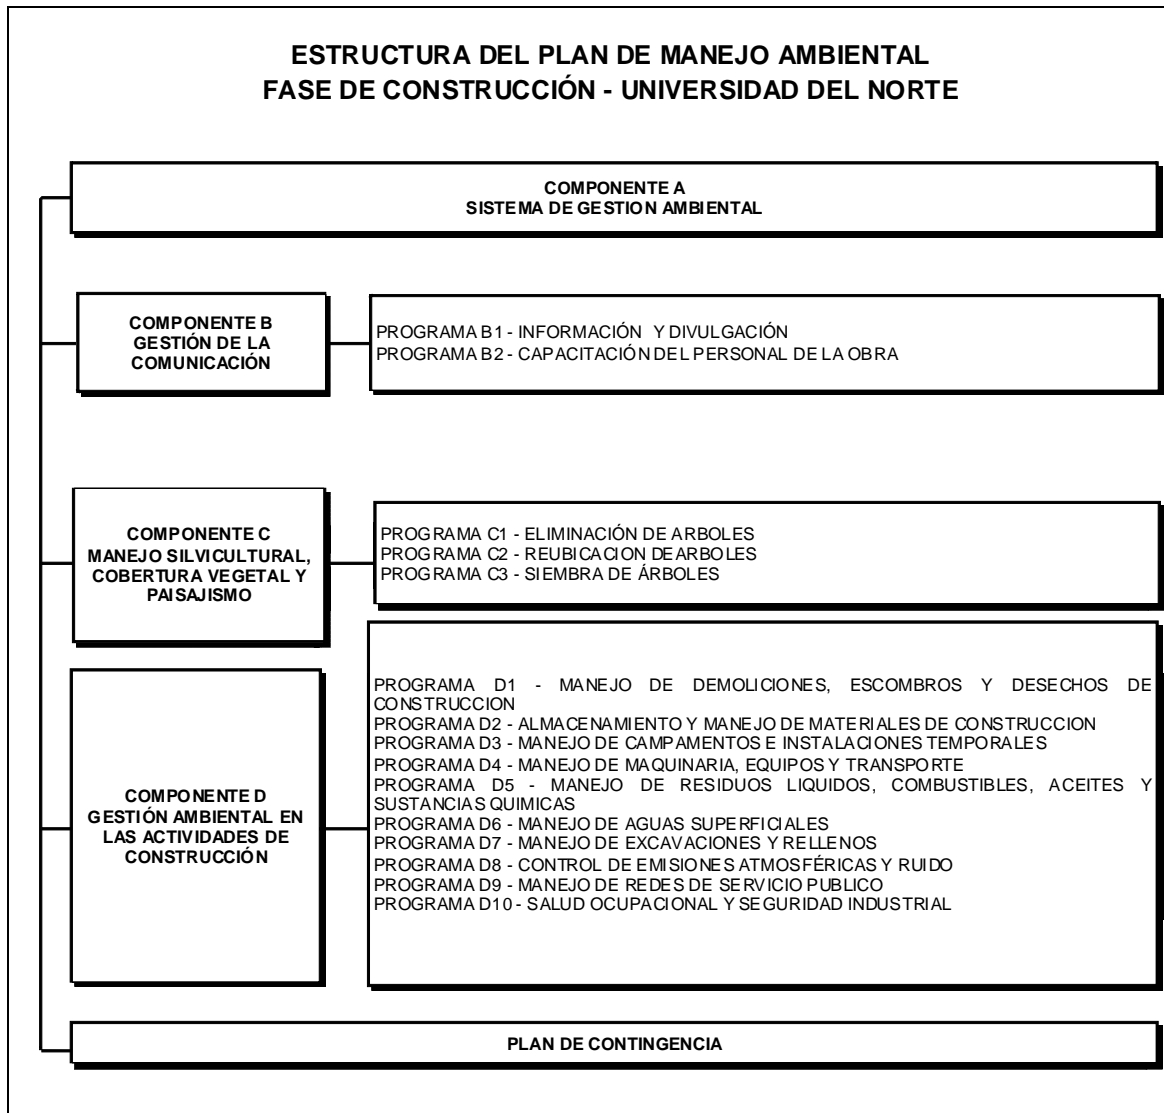 ESTRUCTURA DEL PLAN DE MANEJO AMBIENTAL
FASE DE CONSTRUCCIÓN - UNIVERSIDAD DEL NORTE
COMPONENTE A
SISTEMA DE GESTION AMBIENTAL
COMPONENTE B
GESTIÓN DE LA
COMUNICACIÓN
PROGRAMA B1 - INFORMACIÓN Y DIVULGACIÓN
PROGRAMA B2 - CAPACITACIÓN DEL PERSONAL DE LA OBRA
COMPONENTE C
MANEJO SILVICULTURAL,
COBERTURA VEGETAL Y
PAISAJISMO
PROGRAMA C1 - ELIMINACIÓN DE ARBOLES
PROGRAMA C2 - REUBICACION DE ARBOLES
PROGRAMA C3 - SIEMBRA DE ÁRBOLES
COMPONENTE D
GESTIÓN AMBIENTAL EN
LAS ACTIVIDADES DE
CONSTRUCCIÓN
PROGRAMA D1 - MANEJO DE DEMOLICIONES, ESCOMBROS Y DESECHOS DE
CONSTRUCCION
PROGRAMA D2 - ALMACENAMIENTO Y MANEJO DE MATERIALES DE CONSTRUCCION
PROGRAMA D3 - MANEJO DE CAMPAMENTOS E INSTALACIONES TEMPORALES
PROGRAMA D4 - MANEJO DE MAQUINARIA, EQUIPOS Y TRANSPORTE
PROGRAMA D5 - MANEJO DE RESIDUOS LIQUIDOS, COMBUSTIBLES, ACEITES Y
SUSTANCIAS QUIMICAS
PROGRAMA D6 - MANEJO DE AGUAS SUPERFICIALES
PROGRAMA D7 - MANEJO DE EXCAVACIONES Y RELLENOS
PROGRAMA D8 - CONTROL DE EMISIONES ATMOSFÉRICAS Y RUIDO
PROGRAMA D9 - MANEJO DE REDES DE SERVICIO PUBLICO
PROGRAMA D10 - SALUD OCUPACIONAL Y SEGURIDAD INDUSTRIAL
PLAN DE CONTINGENCIA